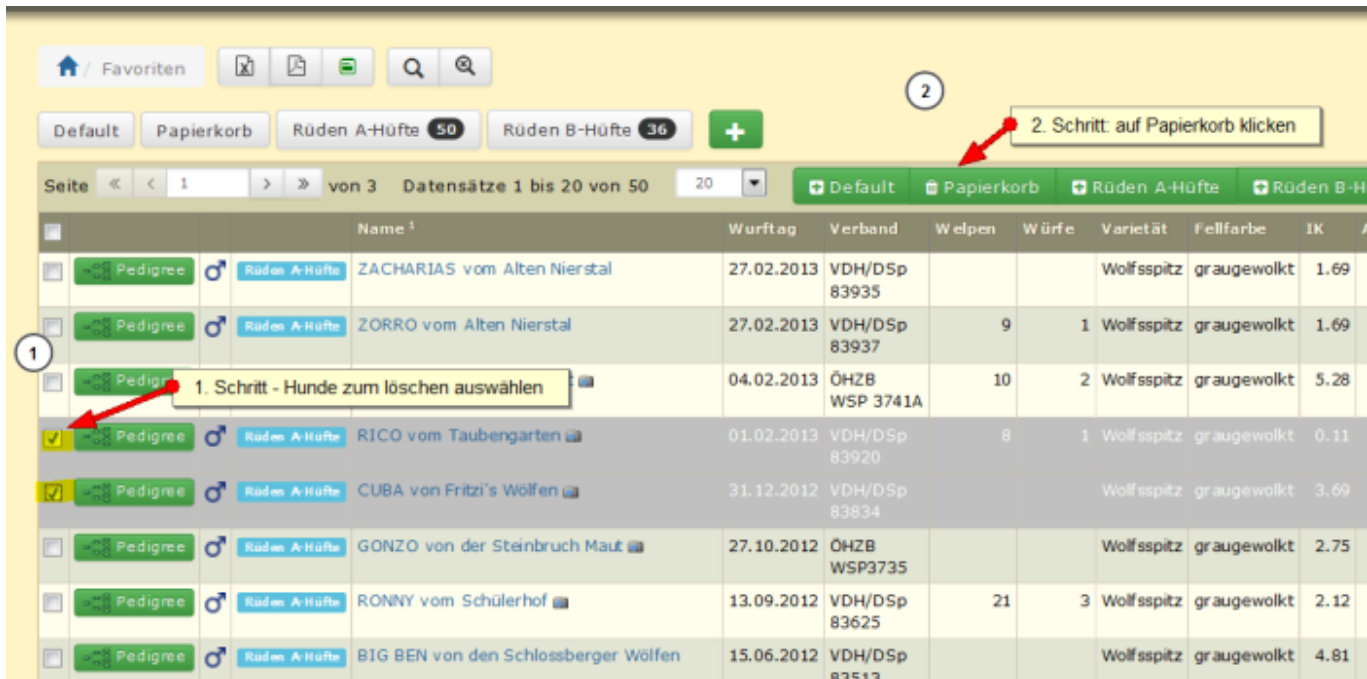 Favoriten
2
Default Papierkorb Rüden A-Hüfte 50 Rüden B-Hüfte 36
2. Schritt: auf Papierkorb klicken
Seite 1 von 3 Datensätze 1 bis 20 von 50 20 Default Papierkorb Rüden A-Hüfte Rüden B-H
Name 1 Wurftag Verband Welpen Würfe Varietät Fellfarbe IK
Pedigree Rüden A-Hüfte ZACHARIAS vom Alten Nierstal 27.02.2013 VDH/DSp Wolfsspitz graugewolkt 1.69
83935
Pedigree Rüden A-Hüfte ZORRO vom Alten Nierstal 27.02.2013 VDH/DSp 9 1 Wolfsspitz graugewolkt 1.69
83937
1
1. Schritt - Hunde zum löschen auswählen 04.02.2013 ÖHZB 10 2 Wolfsspitz graugewolkt 5.28
WSP 3741A
Pedigree Rüden A-Hüfte RICO vom Taubengarten 01.02.2013 VDH/DSp 8 1 Wolfsspitz graugewolkt 0.11
83920
Pedigree Rüden A-Hüfte CUBA von Fritzi's Wölfen 31.12.2012 VDH/DSp Wolfsspitz graugewolkt 3.69
83834
Pedigree Rüden A-Hüfte GONZO von der Steinbruch Maut 27.10.2012 ÖHZB Wolfsspitz graugewolkt 2.75
WSP3735
Pedigree Rüden A-Hüfte RONNY vom Schülerhof 13.09.2012 VDH/DSp 21 3 Wolfsspitz graugewolkt 2.12
83625
Pedigree Rüden A-Hüfte BIG BEN von den Schlossberger Wölfen 15.06.2012 VDH/DSp Wolfsspitz graugewolkt 4.81
83513